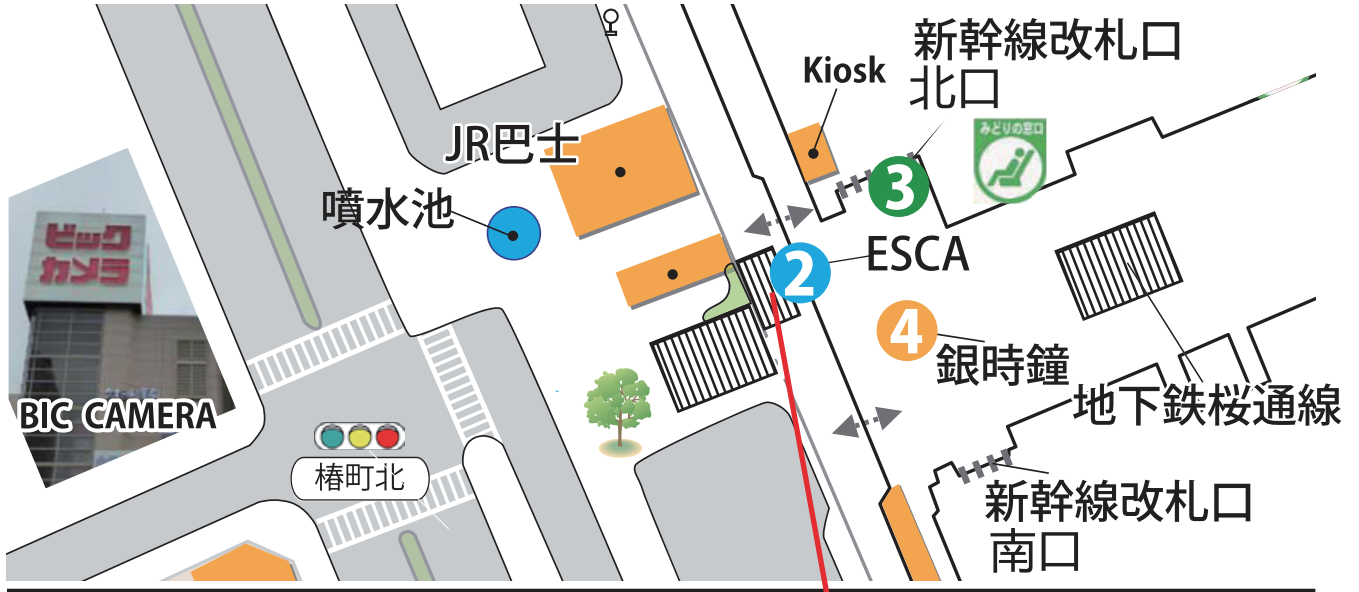 新幹線改札口
北口
Kiosk
みどりの窓口
JR巴士
3
噴水池
ビック
カメラ
2
ESCA
4
銀時鐘
地下鉄桜通線
BIC CAMERA
椿町北
新幹線改札口
南口